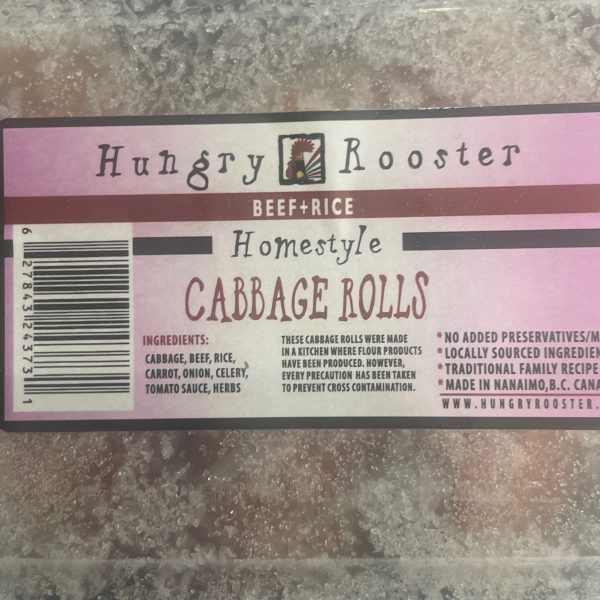 Hungry Rooster
BEEF+RICE
Homestyle
CABBAGE ROLLS
6 27843 24373 1
INGREDIENTS:
CABBAGE, BEEF, RICE,
CARROT, ONION, CELERY,
TOMATO SAUCE, HERBS
THESE CABBAGE ROLLS WERE MADE
IN A KITCHEN WHERE FLOUR PRODUCTS
HAVE BEEN PRODUCED. HOWEVER,
EVERY PRECAUTION HAS BEEN TAKEN
TO PREVENT CROSS CONTAMINATION.
*NO ADDED PRESERVATIVES/M
*LOCALLY SOURCED INGREDIEN
*TRADITIONAL FAMILY RECIPE
*MADE IN NANAIMO, B.C. CANA
WWW.HUNGRYROOSTER.